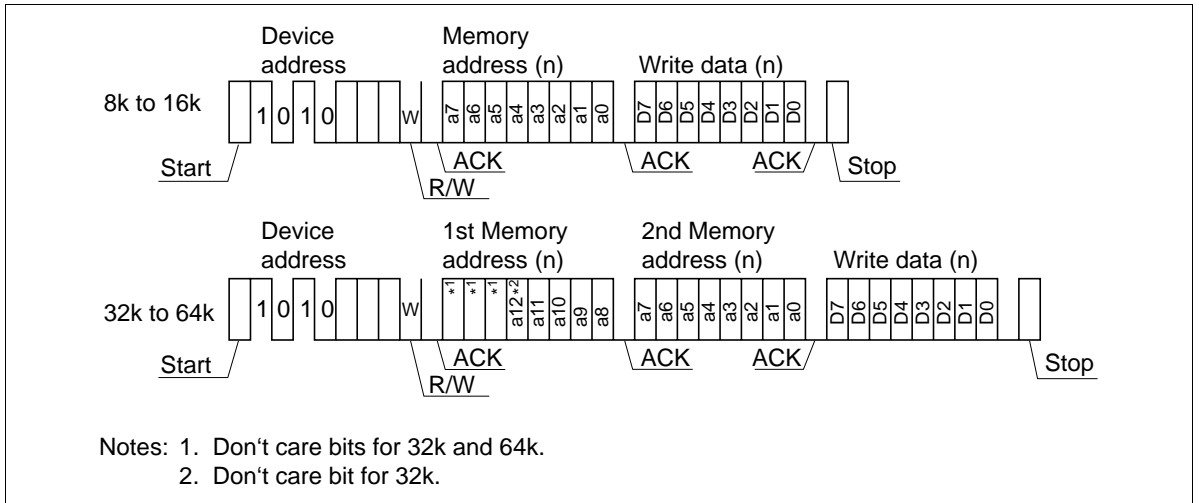 Device address
Memory address (n)
Write data (n)
8k to 16k
1 0 1 0 W a7 a6 a5 a4 a3 a2 a1 a0 D7 D6 D5 D4 D3 D2 D1 D0
Start
R/W
ACK
ACK
ACK
Stop
Device address
1st Memory address (n)
2nd Memory address (n)
Write data (n)
32k to 64k
1 0 1 0 W *1 *1 *1 a12*2 a11 a10 a9 a8 a7 a6 a5 a4 a3 a2 a1 a0 D7 D6 D5 D4 D3 D2 D1 D0
Start
R/W
ACK
ACK
ACK
Stop
Notes: 1. Don‘t care bits for 32k and 64k.
2. Don‘t care bit for 32k.